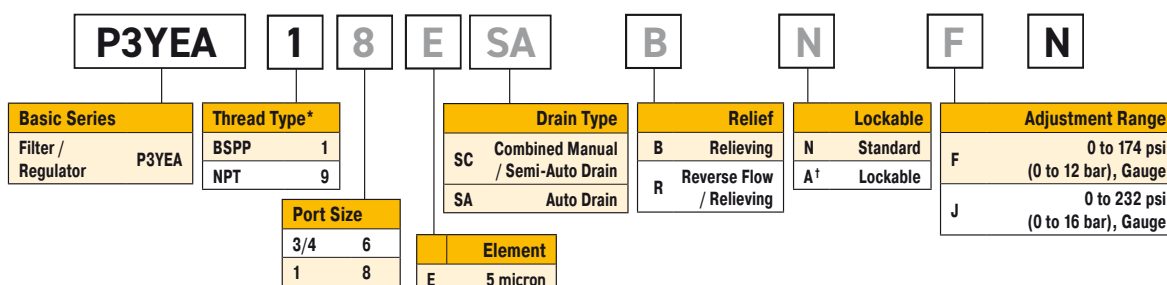 P3YEA 1 8 E SA B N F N
Basic Series
Filter /
Regulator P3YEA
Thread Type*
BSPP 1
NPT 9
Port Size
3/4 6
1 8
Element
E 5 micron
Drain Type
SC Combined Manual
/ Semi-Auto Drain
SA Auto Drain
Relief
B Relieving
R Reverse Flow
/ Relieving
Lockable
N Standard
A† Lockable
Adjustment Range
F 0 to 174 psi
(0 to 12 bar), Gauge
J 0 to 232 psi
(0 to 16 bar), Gauge